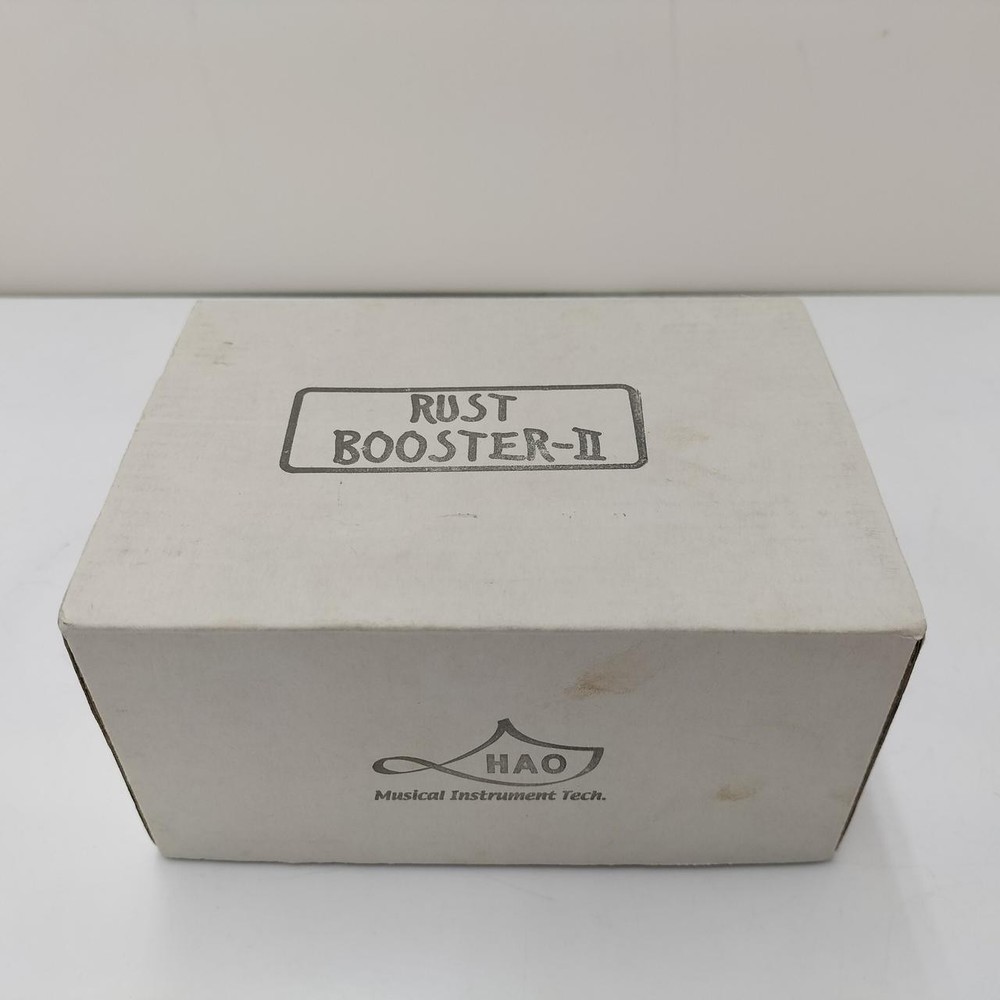 RUST
BOOSTER-II
HAO
Musical Instrument Tech.